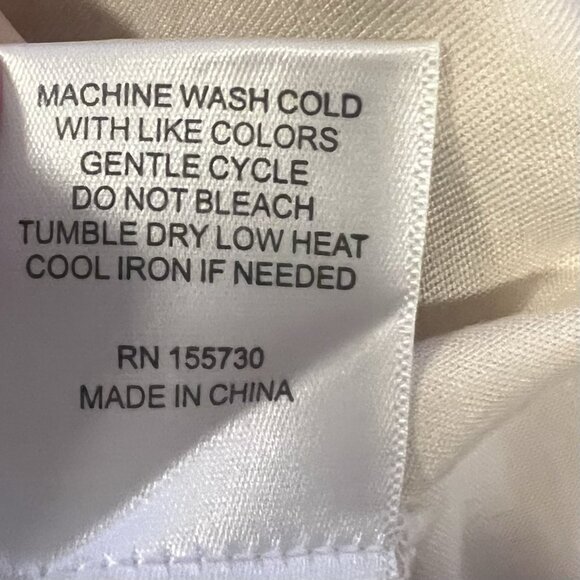 MACHINE WASH COLD
WITH LIKE COLORS
GENTLE CYCLE
DO NOT BLEACH
TUMBLE DRY LOW HEAT
COOL IRON IF NEEDED
RN 155730
MADE IN CHINA